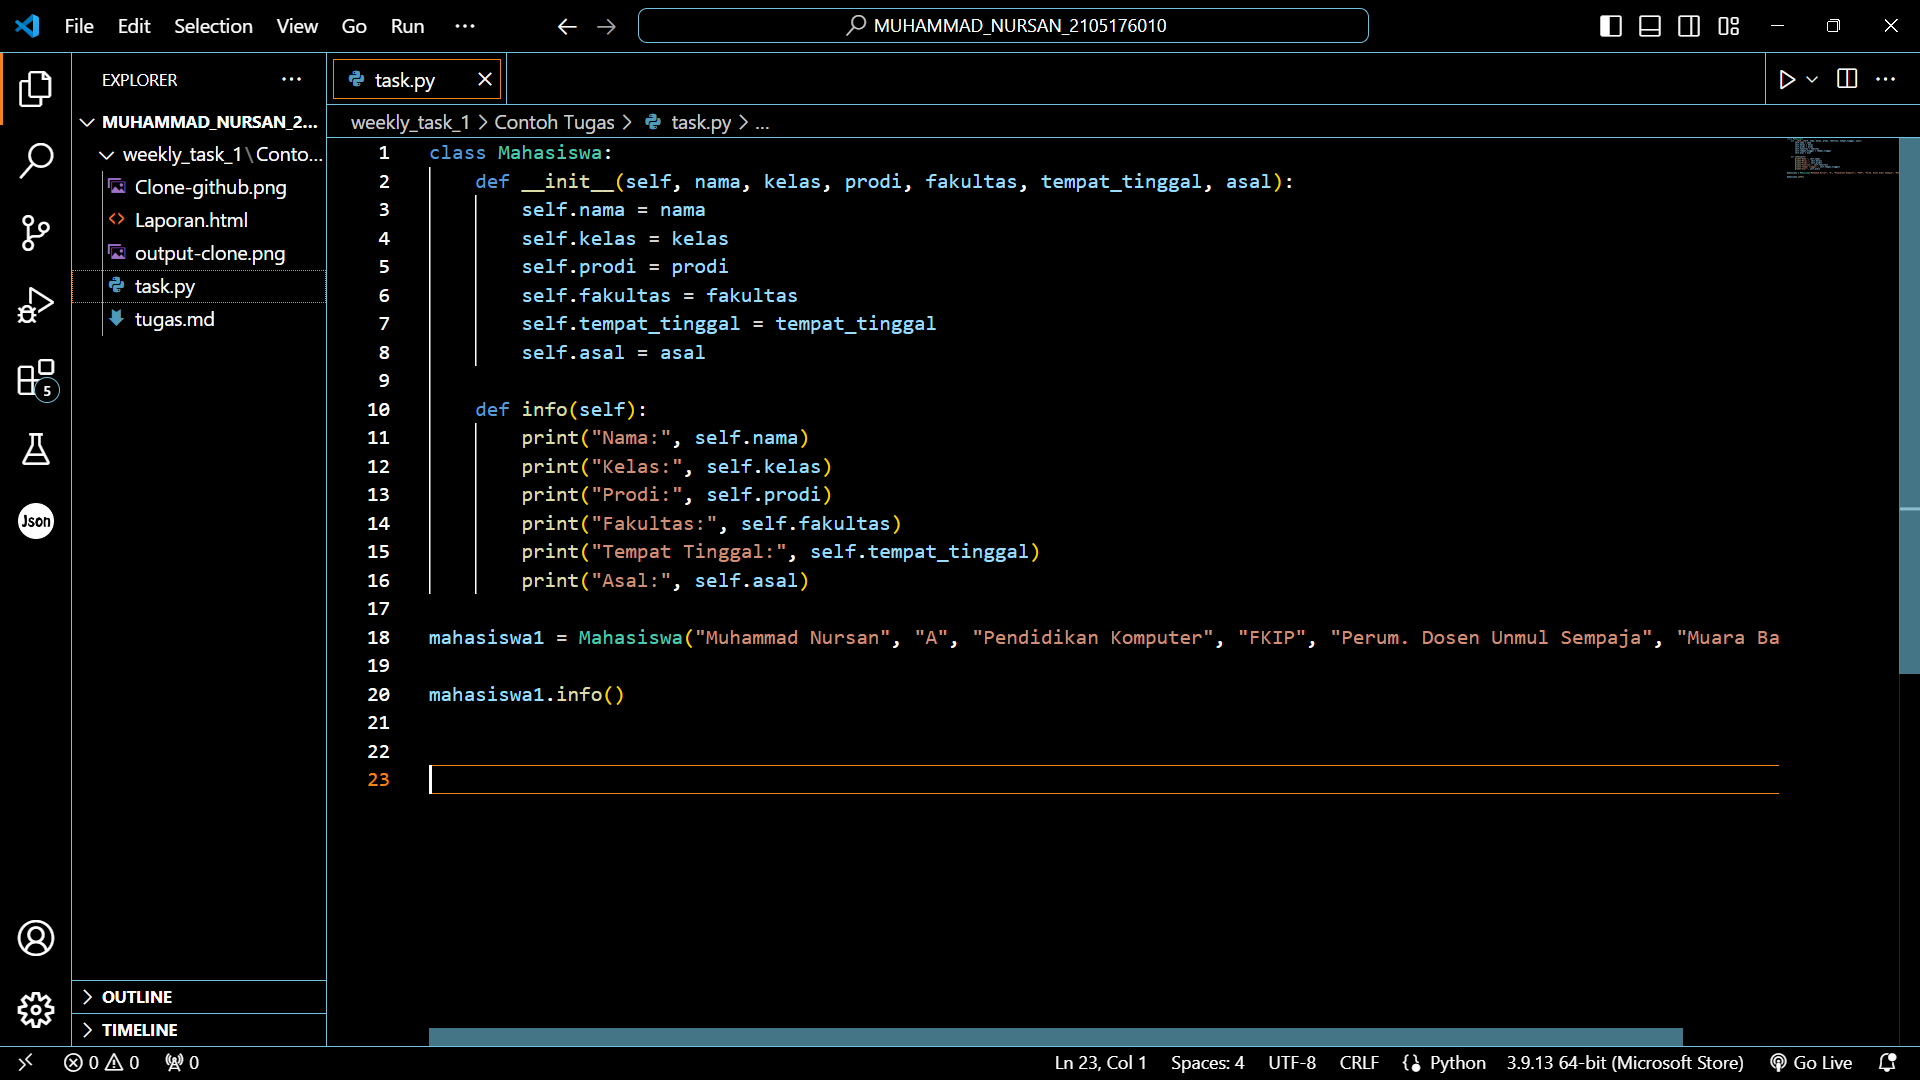 File Edit Selection View Go Run ... MUHAMMAD_NURSAN_2105176010
EXPLORER ...
MUHAMMAD_NURSAN_2...
weekly_task_1\Conto...
Clone-github.png
Laporan.html
output-clone.png
task.py
tugas.md
5
Json
OUTLINE
TIMELINE
task.py
weekly_task_1 > Contoh Tugas > task.py > ...
1 class Mahasiswa:
2     def __init__(self, nama, kelas, prodi, fakultas, tempat_tinggal, asal):
3         self.nama = nama
4         self.kelas = kelas
5         self.prodi = prodi
6         self.fakultas = fakultas
7         self.tempat_tinggal = tempat_tinggal
8         self.asal = asal
9
10     def info(self):
11         print("Nama:", self.nama)
12         print("Kelas:", self.kelas)
13         print("Prodi:", self.prodi)
14         print("Fakultas:", self.fakultas)
15         print("Tempat Tinggal:", self.tempat_tinggal)
16         print("Asal:", self.asal)
17
18 mahasiswa1 = Mahasiswa("Muhammad Nursan", "A", "Pendidikan Komputer", "FKIP", "Perum. Dosen Unmul Sempaja", "Muara Ba
19
20 mahasiswa1.info()
21
22
23
0 0 0 Ln 23, Col 1 Spaces: 4 UTF-8 CRLF Python 3.9.13 64-bit (Microsoft Store) Go Live